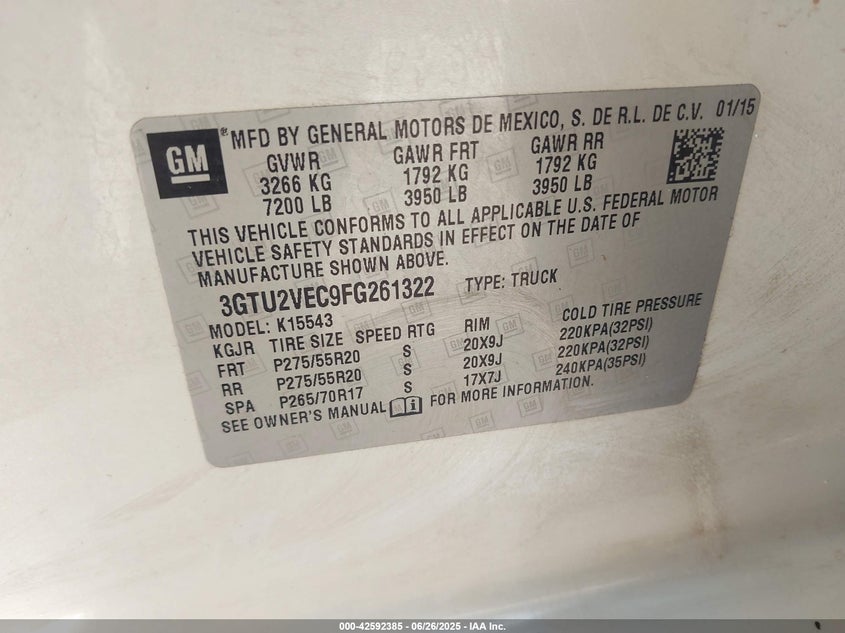 GM ® MFD BY GENERAL MOTORS DE MEXICO, S. DE R.L. DE C.V. 01/15
GVWR GAWR FRT GAWR RR
3266 KG 1792 KG 1792 KG
7200 LB 3950 LB 3950 LB
THIS VEHICLE CONFORMS TO ALL APPLICABLE U.S. FEDERAL MOTOR
VEHICLE SAFETY STANDARDS IN EFFECT ON THE DATE OF
MANUFACTURE SHOWN ABOVE.
3GTU2VEC9FG261322 TYPE: TRUCK
MODEL: K15543
KGJR TIRE SIZE SPEED RTG RIM COLD TIRE PRESSURE
FRT P275/55R20 S 20X9J 220KPA(32PSI)
RR P275/55R20 S 20X9J 220KPA(32PSI)
SPA P265/70R17 S 17X7J 240KPA(35PSI)
SEE OWNER'S MANUAL FOR MORE INFORMATION.
000-42592385 - 06/26/2025 - IAA Inc.